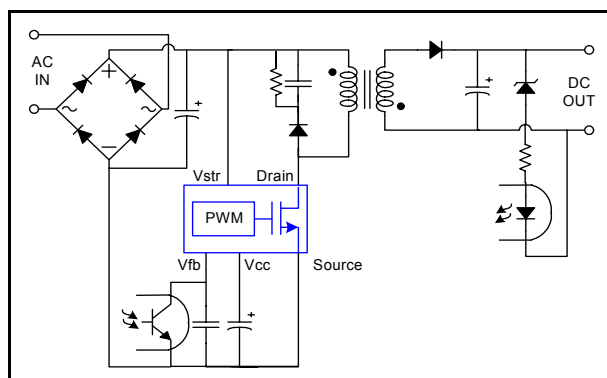 AC
IN
DC
OUT
Vstr
Drain
PWM
Vfb
Vcc
Source